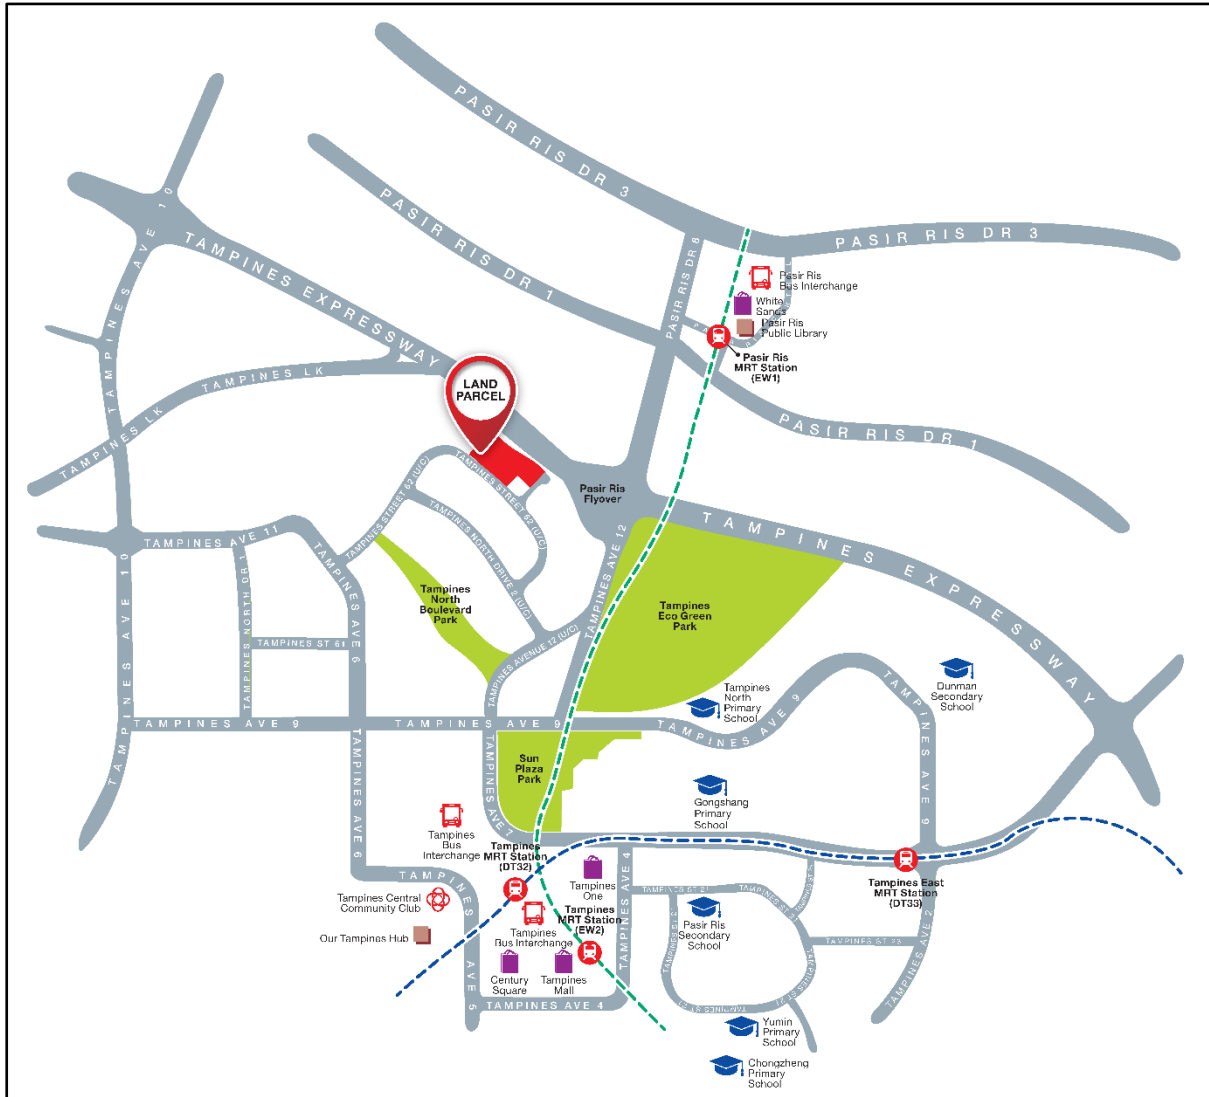 PASIR RIS DR 3
PASIR RIS DR 1
PASIR RIS DR 3
PASIR RIS DR 8
TAMPINES AVE 10
TAMPINES EXPRESSWAY
Pasir Ris
Bus Interchange
White
Sands
Pasir Ris
Public Library
Pasir Ris
MRT Station
(EW1)
TAMPINES LK
TAMPINES LK
LAND
PARCEL
PASIR RIS DR 1
TAMPINES STREET 62 (U/C)
TAMPINES STREET 62 (U/C)
Pasir Ris
Flyover
TAMPINES EXPRESSWAY
TAMPINES AVE 11
TAMPINES NORTH DRIVE 2 (U/C)
TAMPINES AVE 12
TAMPINES AVE 10
TAMPINES NORTH DR 1
TAMPINES AVE 6
Tampines
North
Boulevard
Park
Tampines
Eco Green
Park
TAMPINES ST 61
TAMPINES AVENUE 12 (U/C)
Tampines
North
Primary
School
Dunman
Secondary
School
TAMPINES AVE 9
TAMPINES AVE 9
TAMPINES AVE 9
TAMPINES AVE 9
TAMPINES AVE 6
TAMPINES AVE 7
Sun
Plaza
Park
Gongshang
Primary
School
Tampines
Bus
Interchange
Tampines
MRT Station
(DT32)
Tampines
One
TAMPINES AVE 4
Tampines East
MRT Station
(DT33)
TAMPINES AVE 5
Tampines Central
Community Club
Our Tampines Hub
Tampines
Bus Interchange
Tampines
MRT Station
(EW2)
Century
Square
Tampines
Mall
TAMPINES AVE 4
TAMPINES ST 21
TAMPINES ST 21
Pasir Ris
Secondary
School
TAMPINES AVE 2
TAMPINES ST 21
TAMPINES ST 21
Yumin
Primary
School
Chongzheng
Primary
School